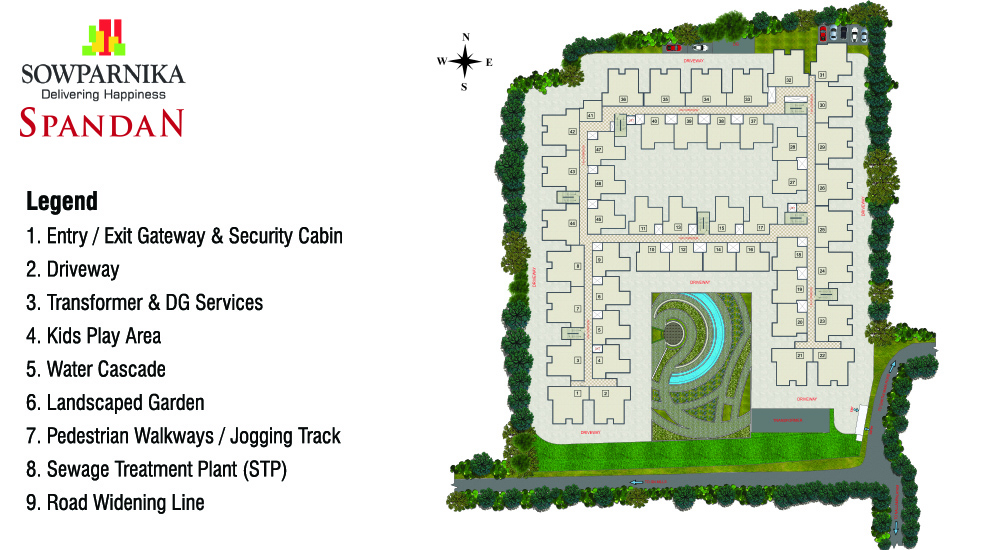 SOWPARNIKA
Delivering Happiness
SPANDAN
Legend
1. Entry / Exit Gateway & Security Cabin
2. Driveway
3. Transformer & DG Services
4. Kids Play Area
5. Water Cascade
6. Landscaped Garden
7. Pedestrian Walkways / Jogging Track
8. Sewage Treatment Plant (STP)
9. Road Widening Line
N
W
E
S
DRIVEWAY
31
32
36
35
34
33
30
41
40
39
38
37
42
47
28
29
43
46
27
26
44
45
11
13
15
17
25
10
12
14
16
18
8
9
24
DRIVEWAY
DRIVEWAY
DRIVEWAY
7
6
19
5
20
23
3
4
21
22
1
2
DRIVEWAY
DRIVEWAY